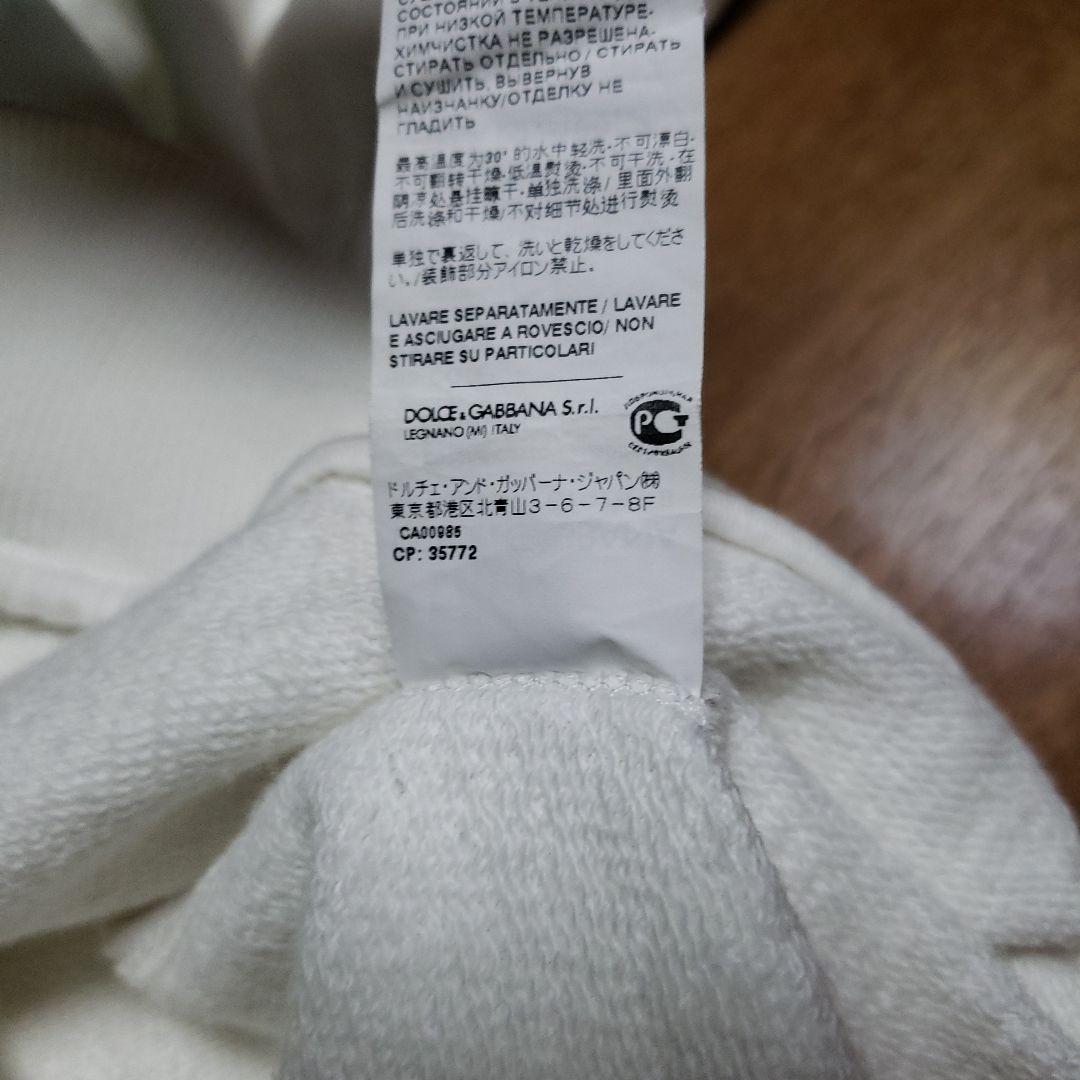 СОСТОЯНИИ В
ПРИ НИЗКОЙ ТЕМПЕРАТУРЕ-
ХИМЧИСТКА НЕ РАЗРЕШЕНА-
СТИРАТЬ ОТДЕЛЬНО / СТИРАТЬ
И СУШИТЬ, ВЫВЕРНУВ
НАИЗНАНКУ/ОТДЕЛКУ НЕ
ГЛАДИТЬ
最高温度为30°的水中轻洗·不可漂白·
不可翻转干燥·低温熨烫·不可干洗·在
阴凉处悬挂晾干·单独洗涤/里面外翻
后洗涤和干燥/不对细节处进行熨烫
単独で裏返して、洗いと乾燥をしてくださ
い。/装飾部分アイロン禁止。
LAVARE SEPARATAMENTE / LAVARE
E ASCIUGARE A ROVESCIO/ NON
STIRARE SU PARTICOLARI
DOLCE & GABBANA S.r.l.
LEGNANO (MI) ITALY
РСТ
ドルチェ・アンド・ガッバーナ・ジャパン㈱
東京都港区北青山3-6-7-8F
CA00985
CP: 35772